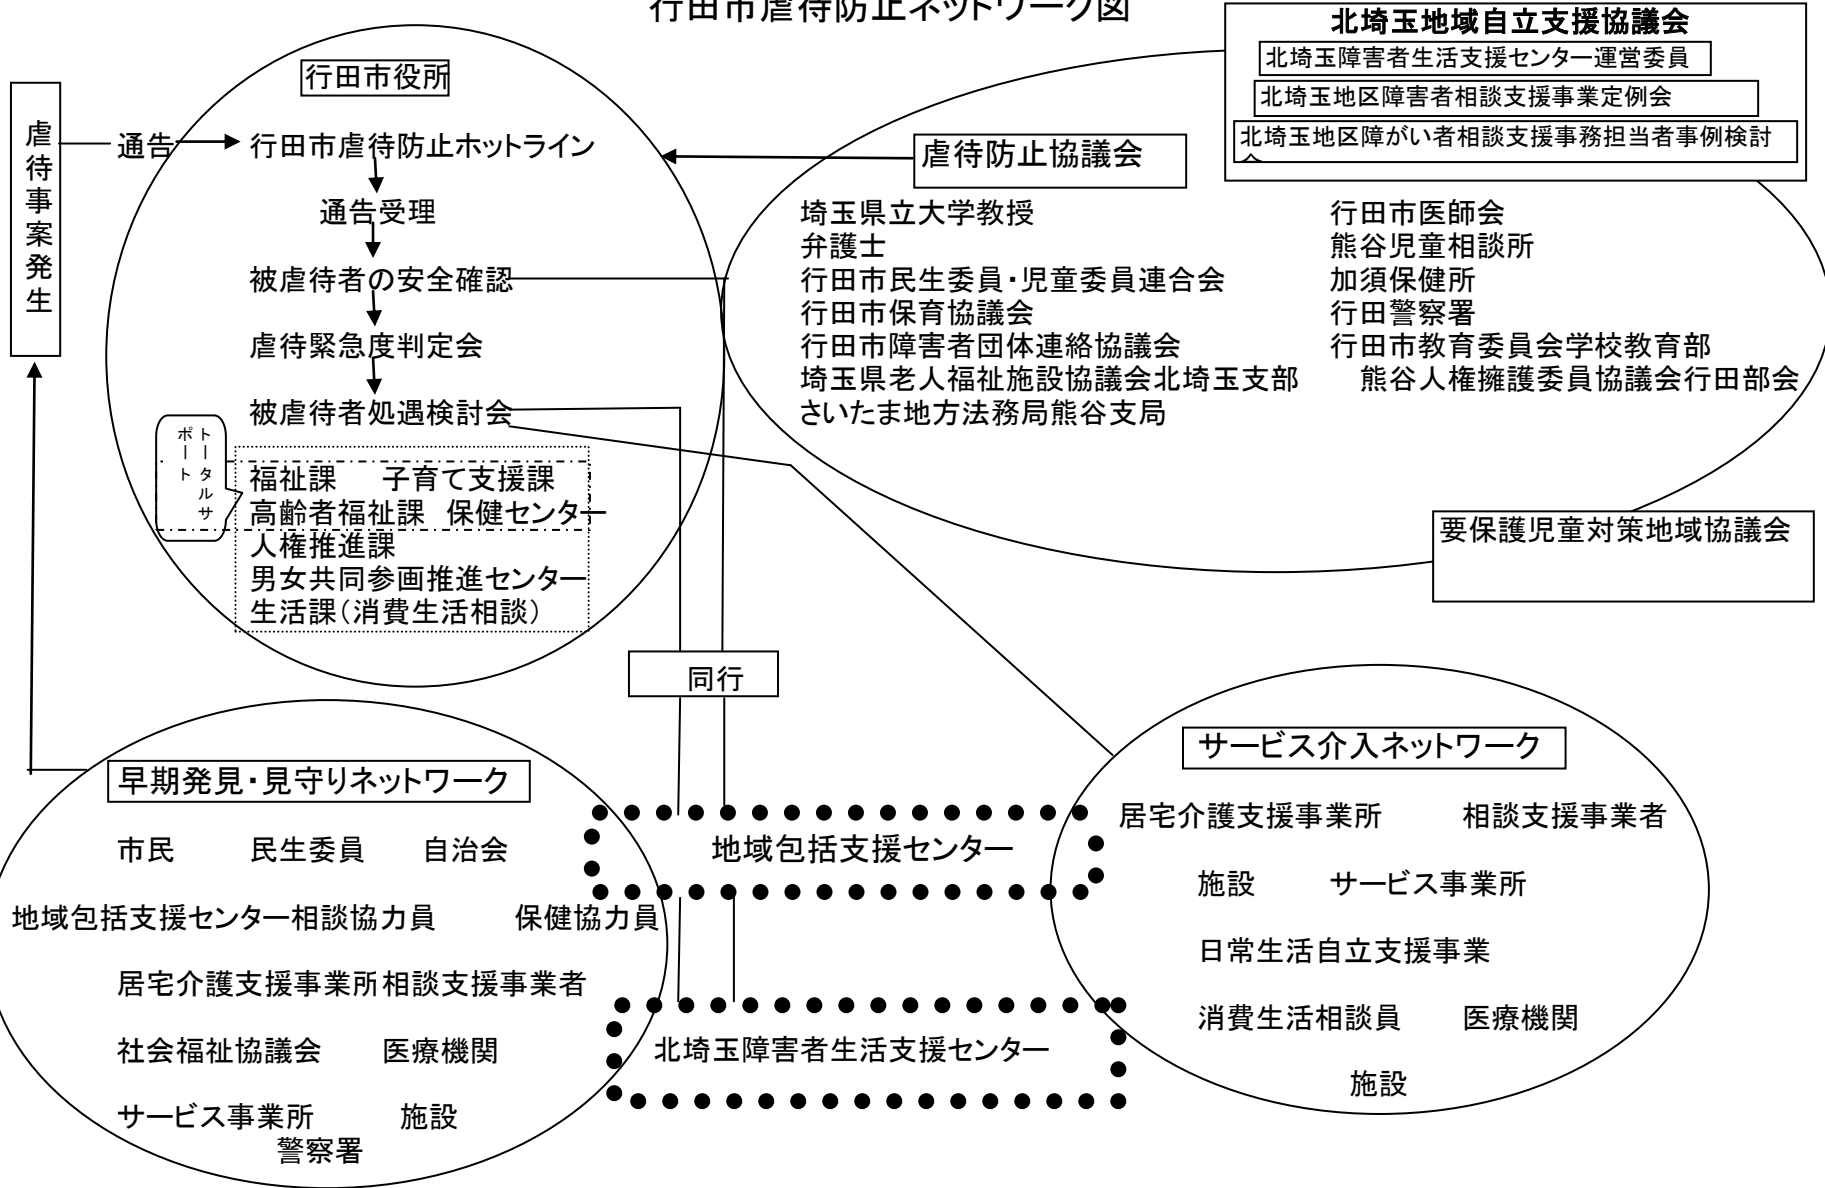 行田市虐待防止ネットワーク図
北埼玉地域自立支援協議会
北埼玉障害者生活支援センター運営委員
北埼玉地区障害者相談支援事業定例会
北埼玉地区障がい者相談支援事務担当者事例検討
虐待事案発生
通告
行田市役所
行田市虐待防止ホットライン
通告受理
被虐待者の安全確認
虐待緊急度判定会
被虐待者処遇検討会
トータルサ
ポート
福祉課 子育て支援課
高齢者福祉課 保健センター
人権推進課
男女共同参画推進センター
生活課(消費生活相談)
虐待防止協議会
埼玉県立大学教授 行田市医師会
弁護士 熊谷児童相談所
行田市民生委員・児童委員連合会 加須保健所
行田市保育協議会 行田警察署
行田市障害者団体連絡協議会 行田市教育委員会学校教育部
埼玉県老人福祉施設協議会北埼玉支部 熊谷人権擁護委員協議会行田部会
さいたま地方法務局熊谷支局
要保護児童対策地域協議会
同行
早期発見・見守りネットワーク
市民 民生委員 自治会
地域包括支援センター相談協力員 保健協力員
居宅介護支援事業所相談支援事業者
社会福祉協議会 医療機関
サービス事業所 施設
警察署
地域包括支援センター
北埼玉障害者生活支援センター
サービス介入ネットワーク
居宅介護支援事業所 相談支援事業者
施設 サービス事業所
日常生活自立支援事業
消費生活相談員 医療機関
施設